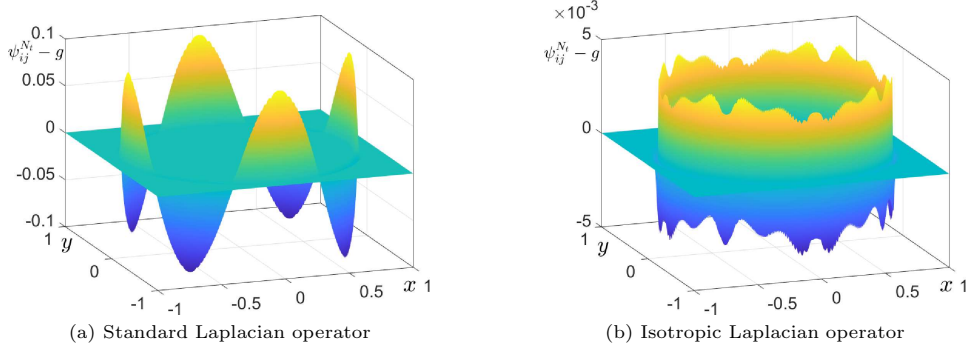 ×10⁻³
0.1 5
ψ_{ij}^{N_t} − g ψ_{ij}^{N_t} − g
0.05
0 0
-0.05
-0.1 -5
1 y 0 -1 -1 -0.5 0 0.5 x 1
1 y 0 -1 -1 -0.5 0 0.5 x 1
(a) Standard Laplacian operator (b) Isotropic Laplacian operator